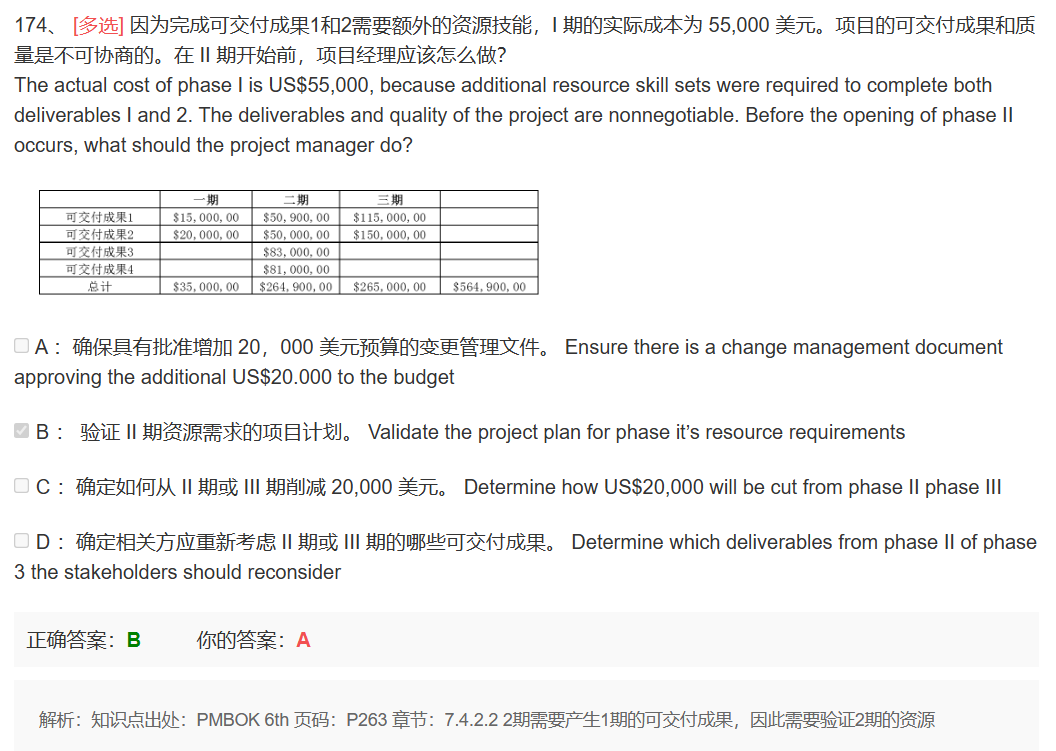 174、 [多选] 因为完成可交付成果1和2需要额外的资源技能，I 期的实际成本为 55,000 美元。项目的可交付成果和质
量是不可协商的。在 II 期开始前，项目经理应该怎么做？
The actual cost of phase I is US$55,000, because additional resource skill sets were required to complete both
deliverables I and 2. The deliverables and quality of the project are nonnegotiable. Before the opening of phase II
occurs, what should the project manager do?
一期 二期 三期
可交付成果1 $15,000,00 $50,900,00 $115,000,00
可交付成果2 $20,000,00 $50,000,00 $150,000,00
可交付成果3 $83,000,00
可交付成果4 $81,000,00
总计 $35,000,00 $264,900,00 $265,000,00 $564,900,00
A： 确保具有批准增加 20，000 美元预算的变更管理文件。 Ensure there is a change management document
approving the additional US$20.000 to the budget
B： 验证 II 期资源需求的项目计划。 Validate the project plan for phase it’s resource requirements
C： 确定如何从 II 期或 III 期削减 20,000 美元。 Determine how US$20,000 will be cut from phase II phase III
D： 确定相关方应重新考虑 II 期或 III 期的哪些可交付成果。 Determine which deliverables from phase II of phase
3 the stakeholders should reconsider
正确答案：B 你的答案：A
解析：知识点出处：PMBOK 6th 页码：P263 章节：7.4.2.2 2期需要产生1期的可交付成果，因此需要验证2期的资源